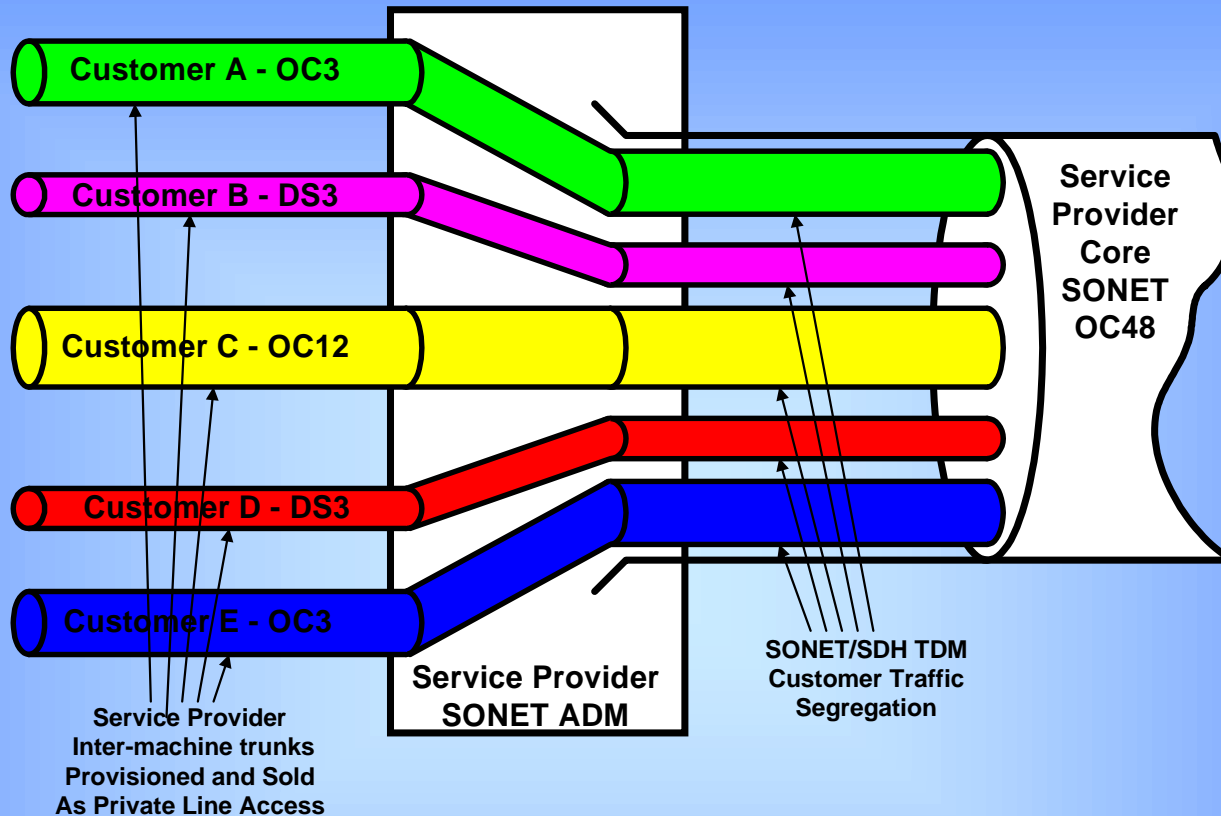 Customer A - OC3
Customer B - DS3
Customer C - OC12
Customer D - DS3
Customer E - OC3
Service
Provider
Core
SONET
OC48
Service Provider
SONET ADM
SONET/SDH TDM
Customer Traffic
Segregation
Service Provider
Inter-machine trunks
Provisioned and Sold
As Private Line Access